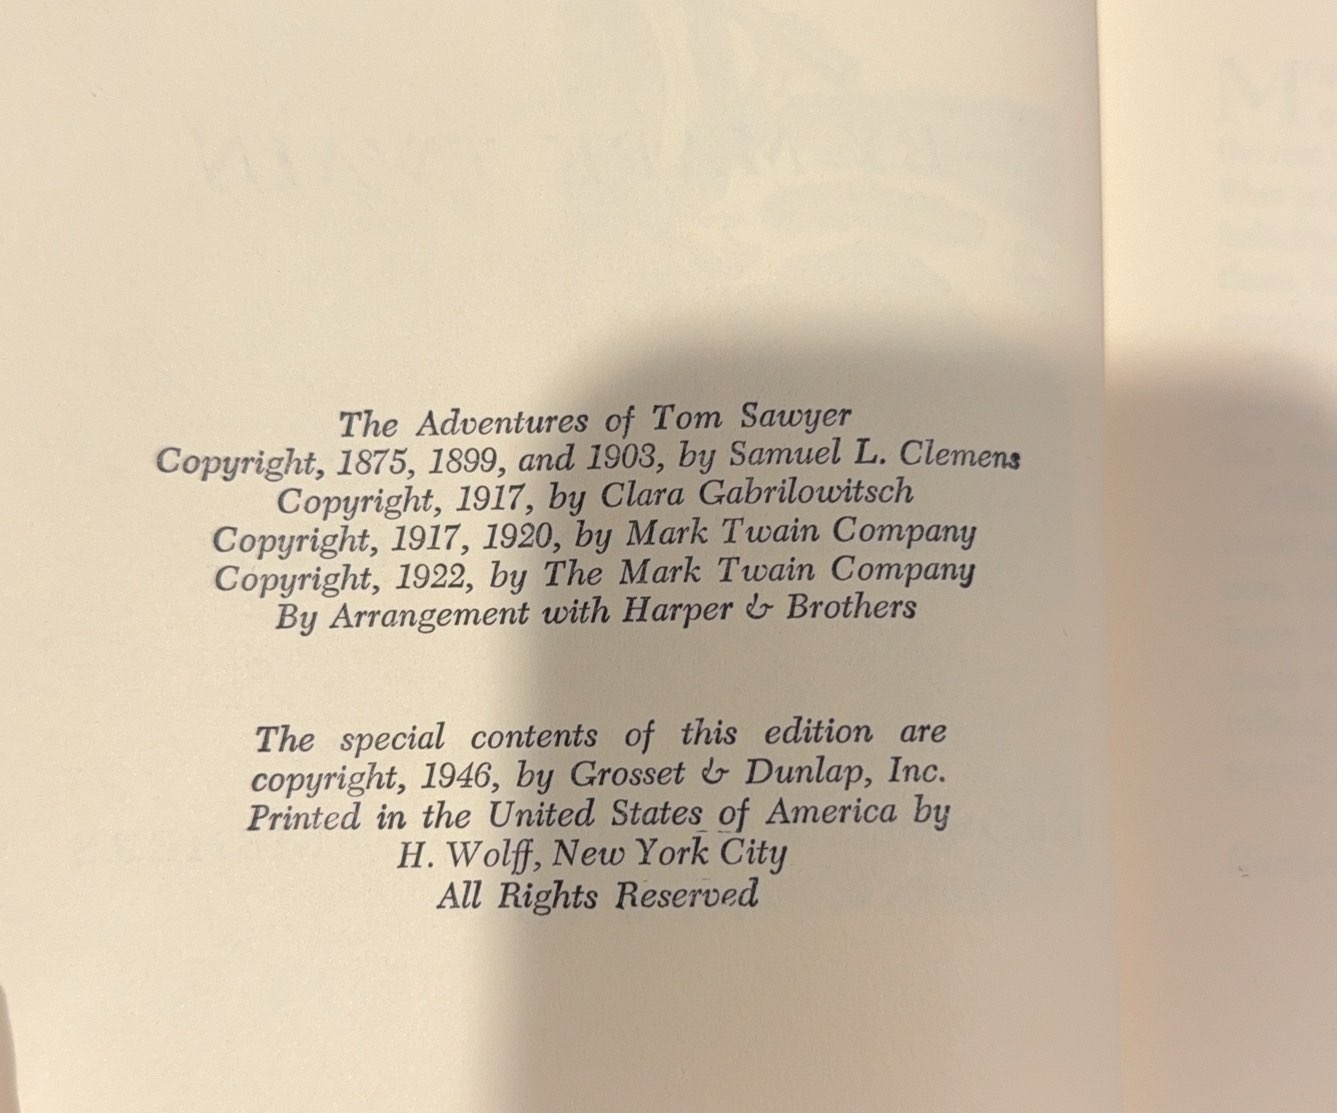 The Adventures of Tom Sawyer
Copyright, 1875, 1899, and 1903, by Samuel L. Clemens
Copyright, 1917, by Clara Gabrilowitsch
Copyright, 1917, 1920, by Mark Twain Company
Copyright, 1922, by The Mark Twain Company
By Arrangement with Harper & Brothers
The special contents of this edition are
copyright, 1946, by Grosset & Dunlap, Inc.
Printed in the United States of America by
H. Wolff, New York City
All Rights Reserved